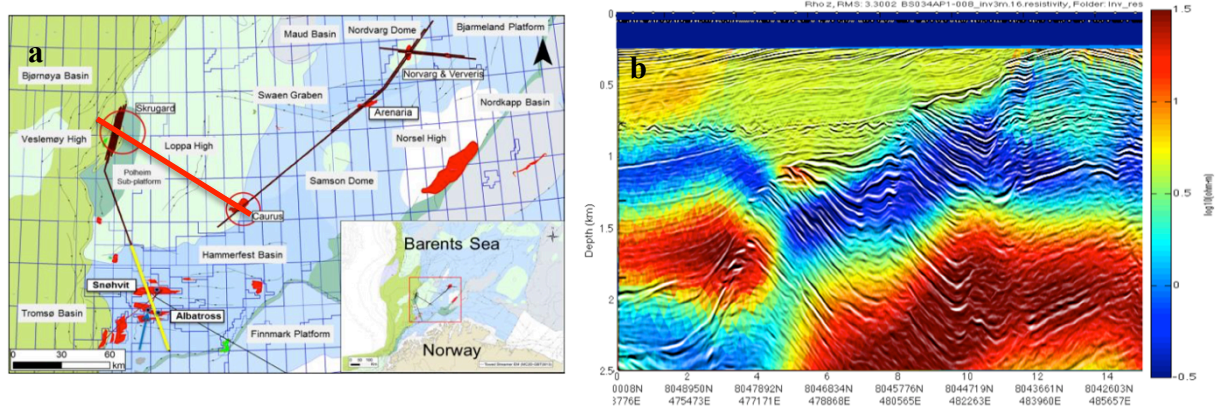 a
Maud Basin
Nordvarg Dome
Bjarmeland Platform
Bjørnøya Basin
Norvarg & Ververis
Swaen Graben
Nordkapp Basin
Skrugard
Arenaria
Veslemøy High
Loppa High
Norsel High
Polheim
Sub-platform
Samson Dome
Caurus
Barents Sea
Hammerfest Basin
Snøhvit
Tromsø Basin
Albatross
Finnmark Platform
Norway
0 30 60
km
Rho z, RMS: 3.3002 BS034AP1-008_Inv3m.16.resistivity, Folder: Inv_res
b
Depth (km)
0
0.5
1
1.5
2
2.5
2 4 6 8 10 12 14
0008N 8048950N 8047892N 8046834N 8045776N 8044719N 8043661N 8042603N
3776E 475473E 477171E 478868E 480565E 482263E 483960E 485657E
1.5
1
0.5
0
-0.5
log10[ohm-m]